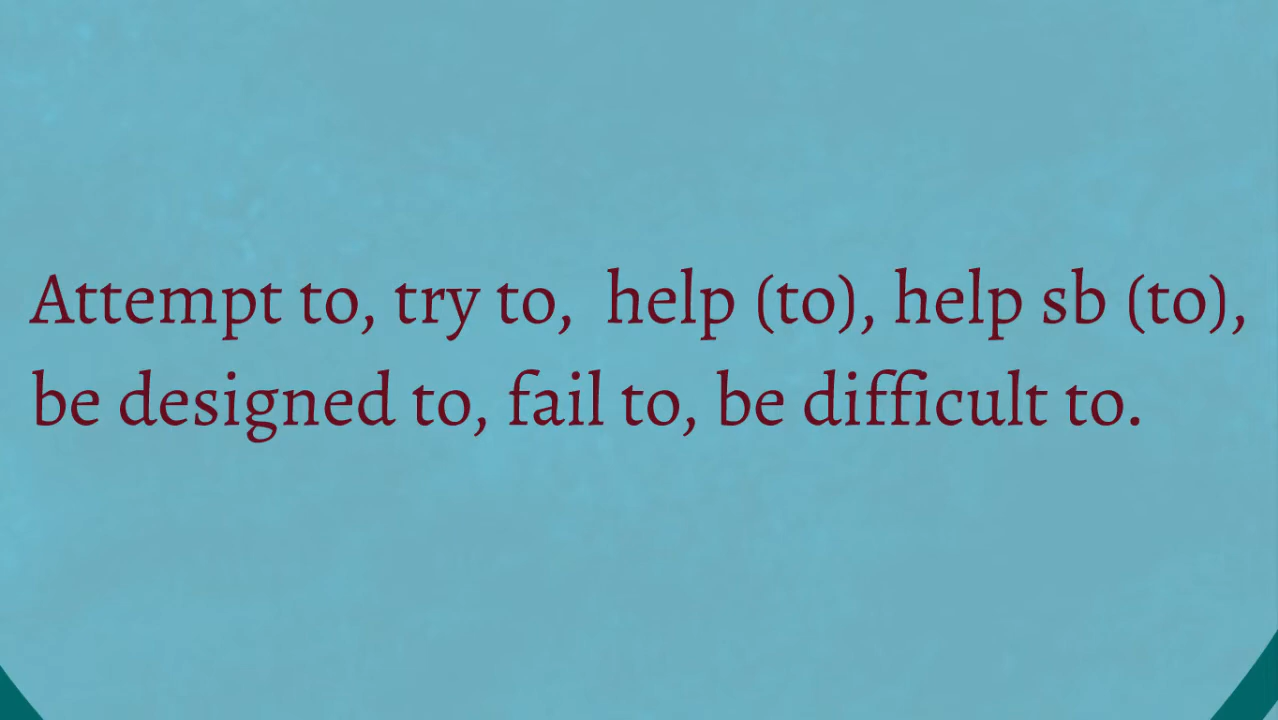 Attempt to, try to, help (to), help sb (to),
be designed to, fail to, be difficult to.